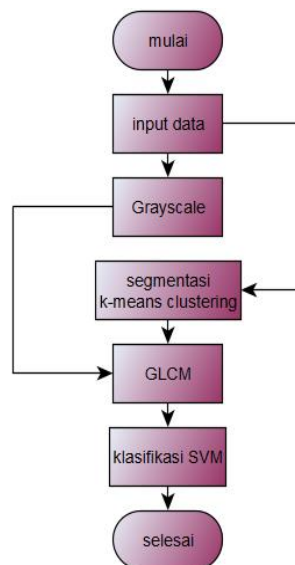 mulai
input data
Grayscale
segmentasi
k-means clustering
GLCM
klasifikasi SVM
selesai